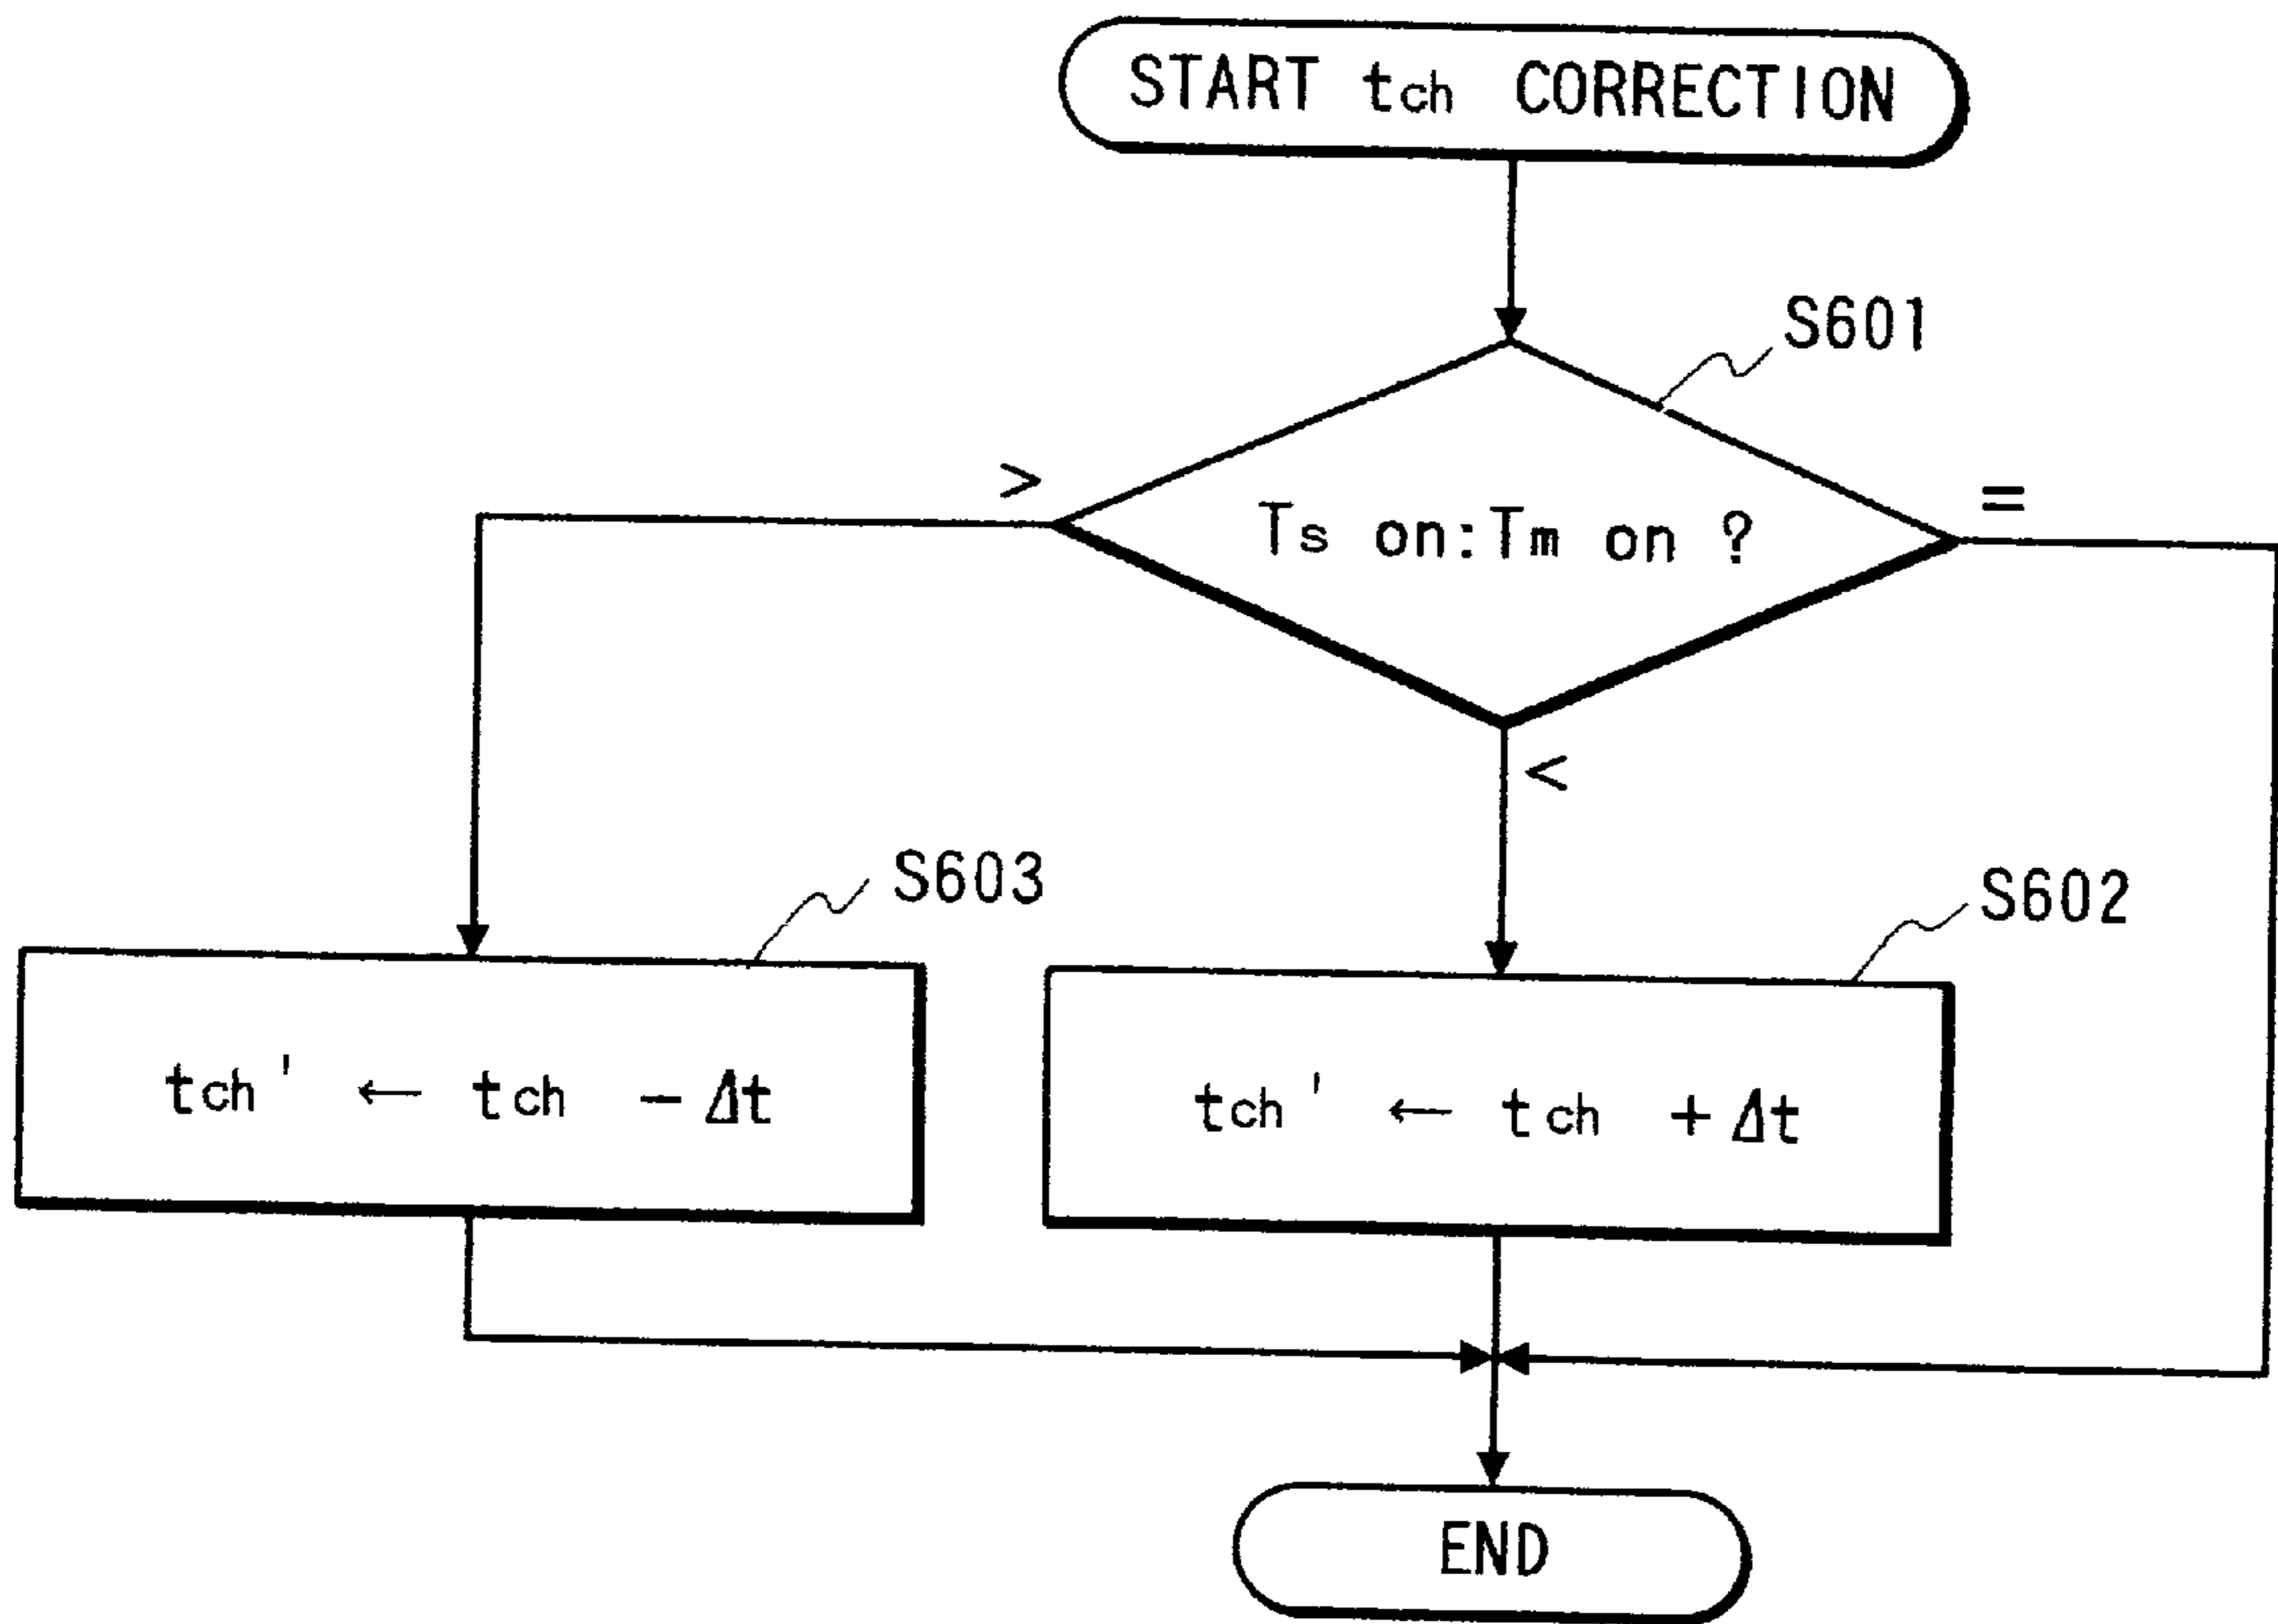 START tch CORRECTION
S601
>
=
Ts on:Tm on ?
<
S603
S602
tch' ← tch - Δt
tch' ← tch + Δt
END